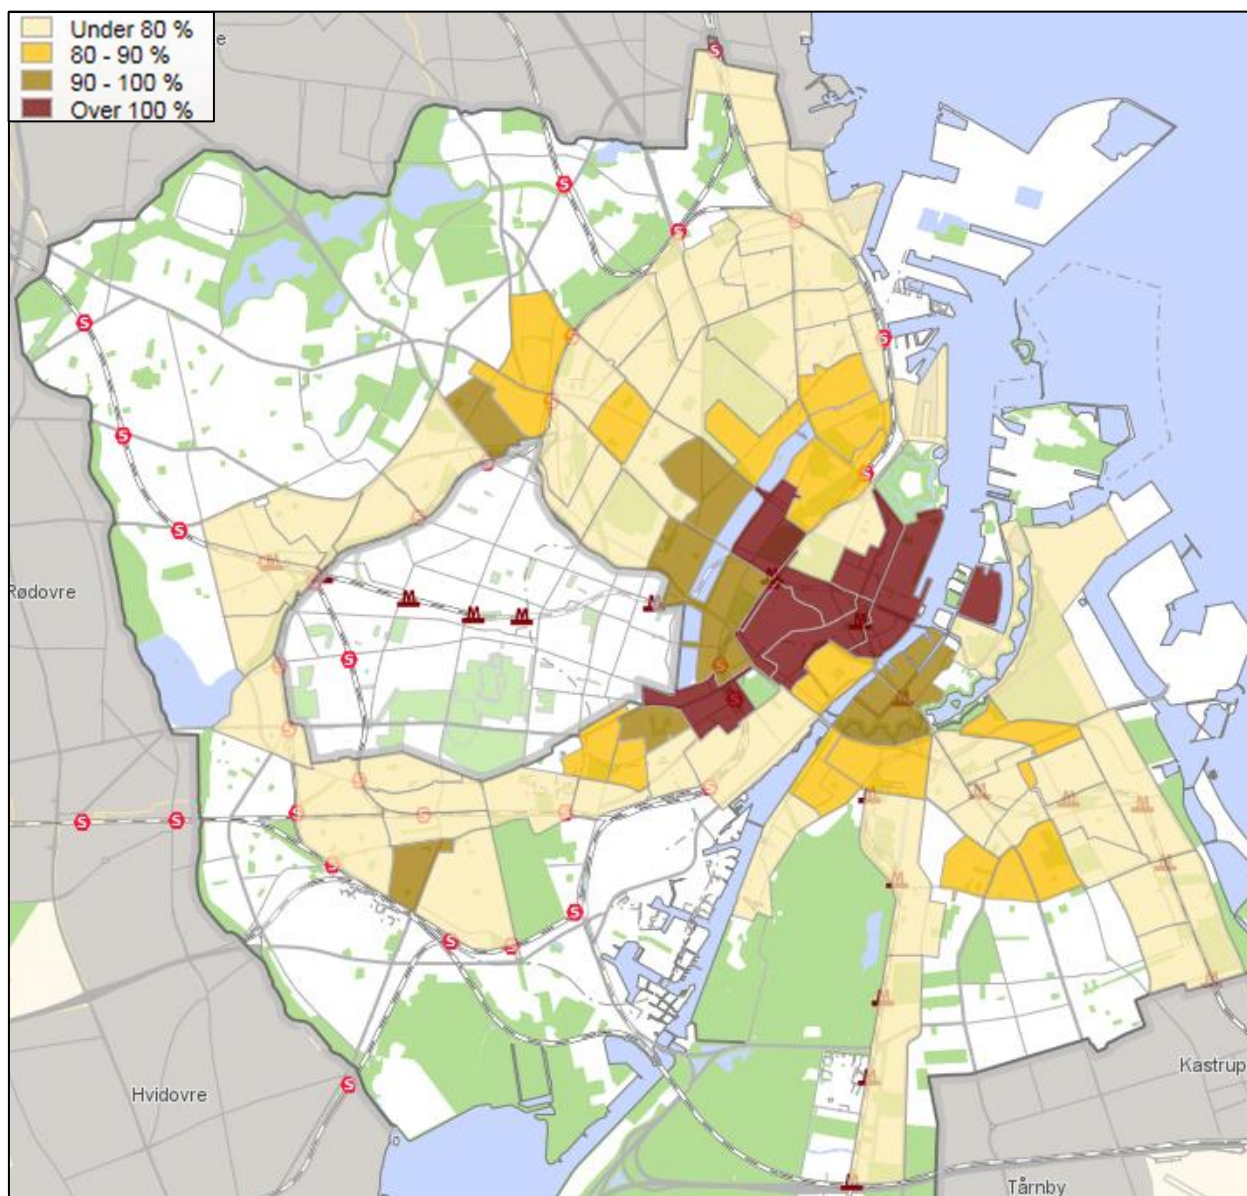 Under 80 %
80 - 90 %
90 - 100 %
Over 100 %
e
Rødovre
Hvidovre
Kastrup
Tårnby